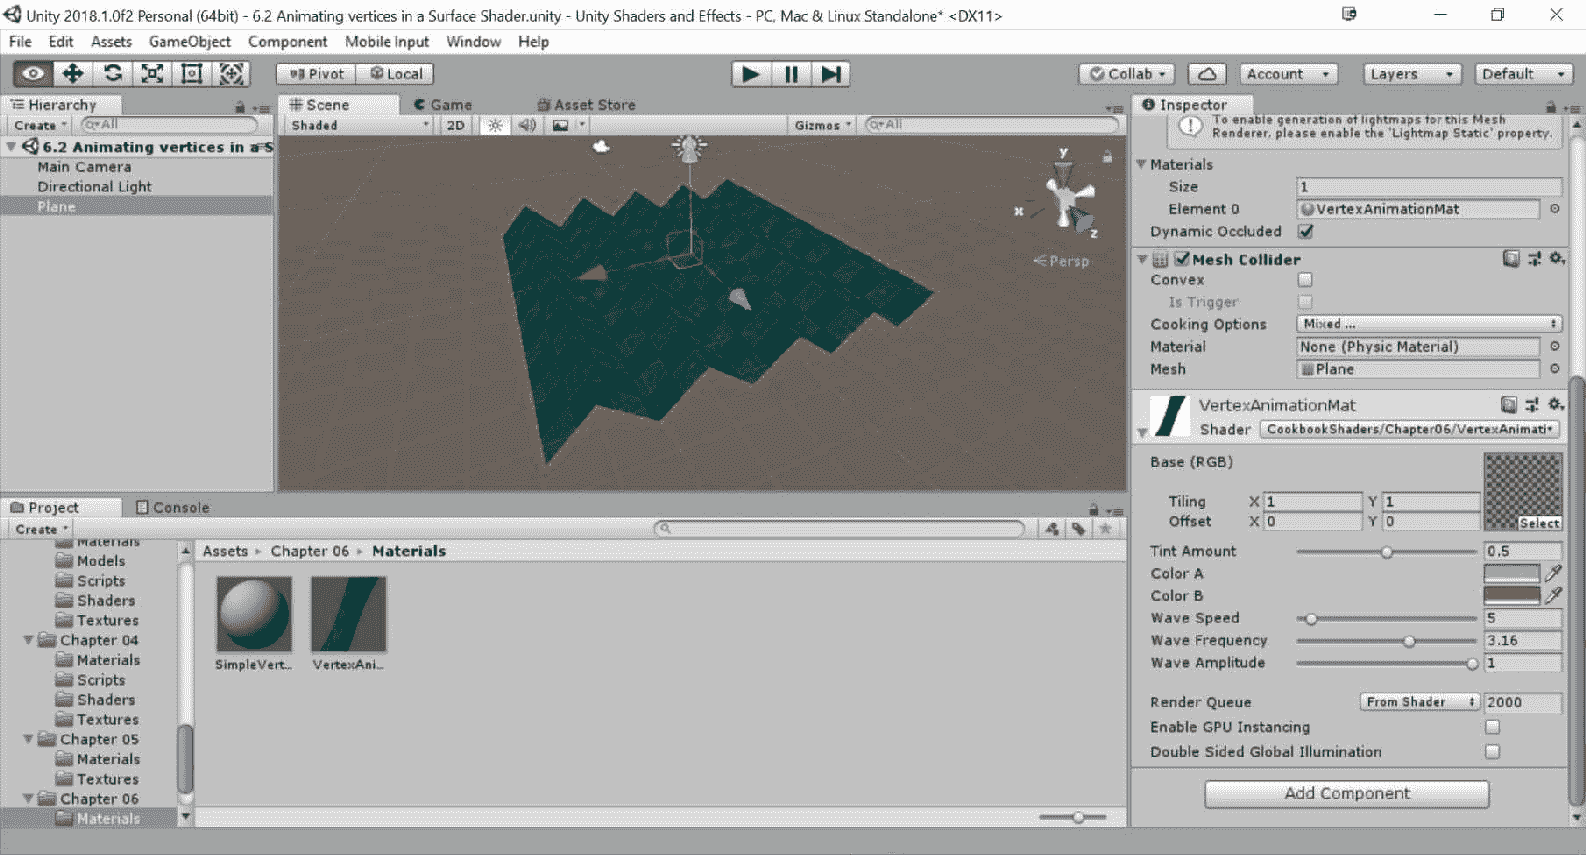 Unity 2018.1.0f2 Personal (64bit) - 6.2 Animating vertices in a Surface Shader.unity - Unity Shaders and Effects - PC, Mac & Linux Standalone* <DX11>
File Edit Assets GameObject Component Mobile Input Window Help
Pivot Local Collab Account Layers Default
Hierarchy
Create All
6.2 Animating vertices in a S
Main Camera
Directional Light
Plane
Scene Game Asset Store
Shaded 2D Gizmos All
y
x
z
Persp
Inspector
To enable generation of lightmaps for this Mesh
Renderer, please enable the 'Lightmap Static' property.
Materials
Size 1
Element 0 VertexAnimationMat
Dynamic Occluded
Mesh Collider
Convex
Is Trigger
Cooking Options Mixed ...
Material None (Physic Material)
Mesh Plane
VertexAnimationMat
Shader CookbookShaders/Chapter06/VertexAnimati
Base (RGB)
Tiling X 1 Y 1
Offset X 0 Y 0
Select
Tint Amount 0.5
Color A
Color B
Wave Speed 5
Wave Frequency 3.16
Wave Amplitude 1
Render Queue From Shader 2000
Enable GPU Instancing
Double Sided Global Illumination
Add Component
Project Console
Create
Materials
Models
Scripts
Shaders
Textures
Chapter 04
Materials
Scripts
Shaders
Textures
Chapter 05
Materials
Textures
Chapter 06
Materials
Assets Chapter 06 Materials
SimpleVert... VertexAni...